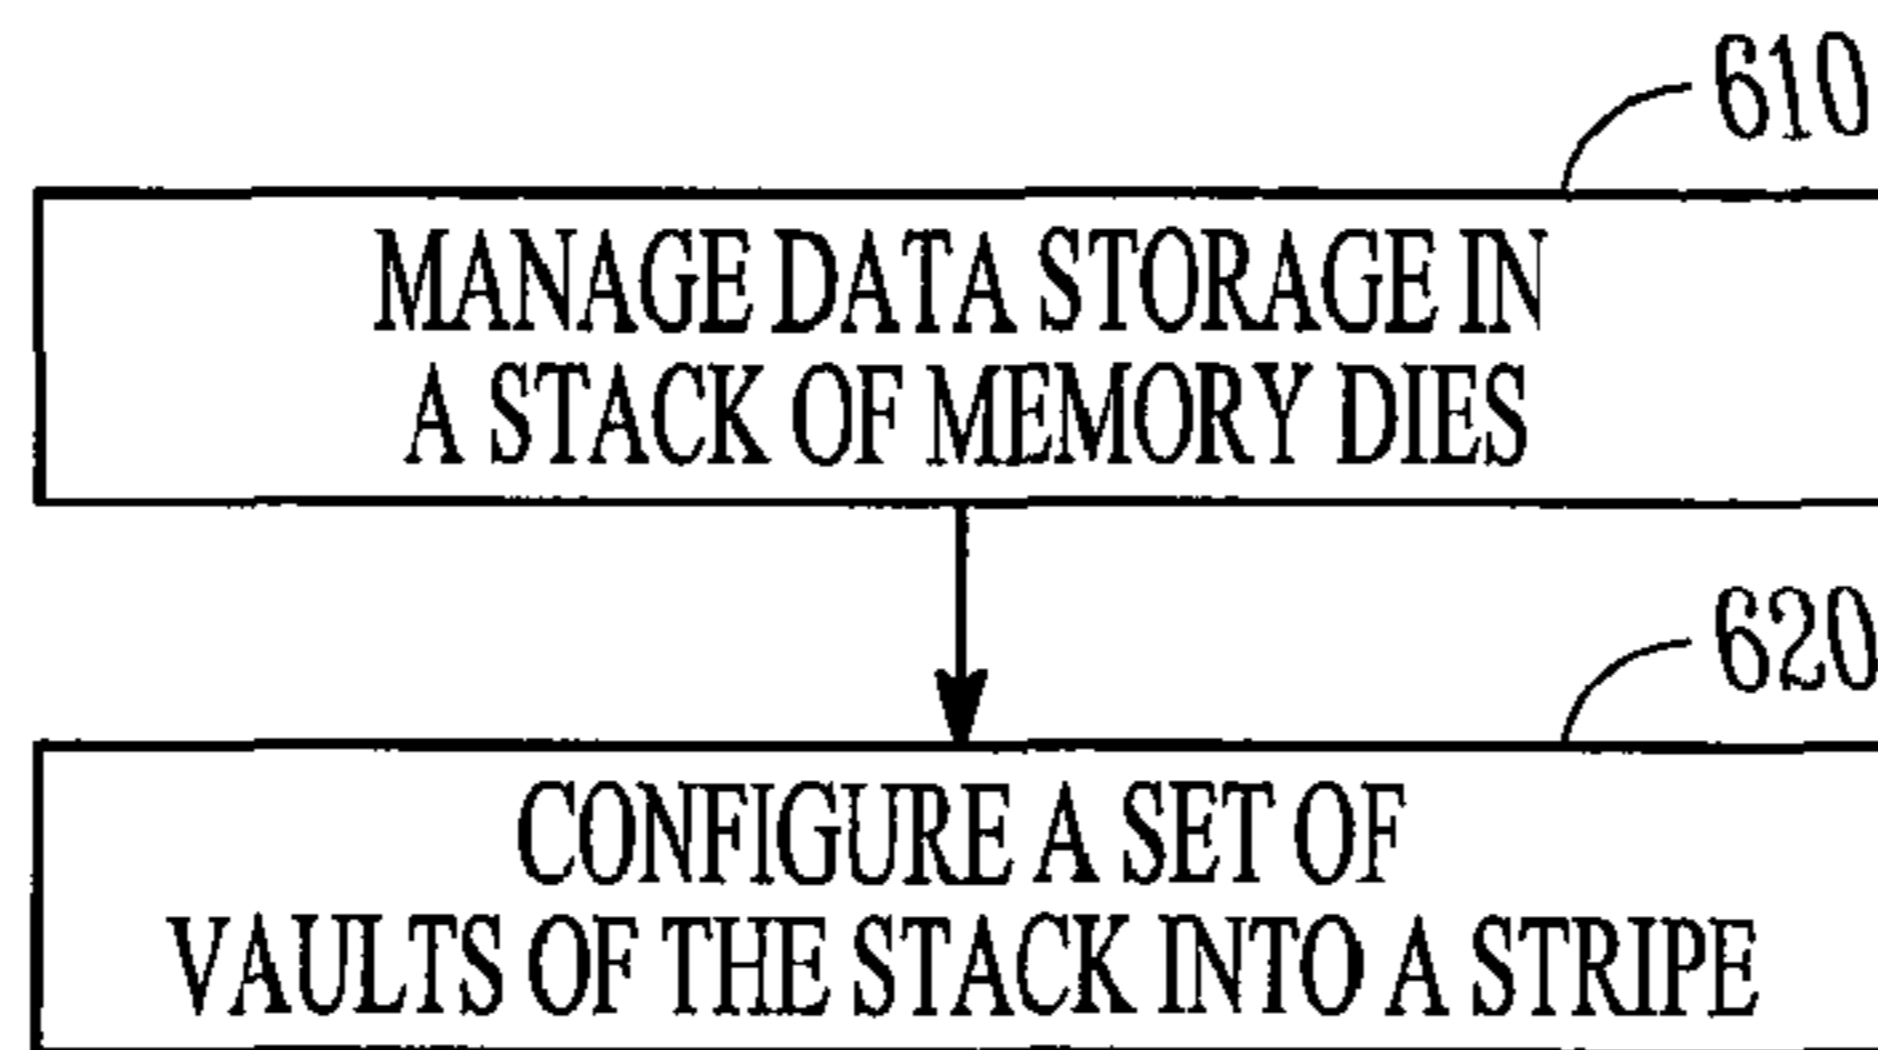 610
MANAGE DATA STORAGE IN
A STACK OF MEMORY DIES
620
CONFIGURE A SET OF
VAULTS OF THE STACK INTO A STRIPE